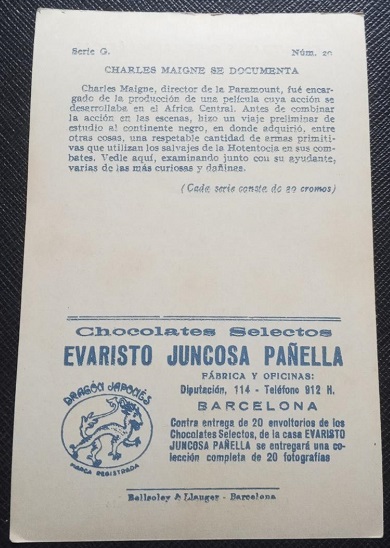 Serie G.
Núm. 20
CHARLES MAIGNE SE DOCUMENTA
Charles Maigne, director de la Paramount, fué encar-
gado de la producción de una película cuya acción se
desarrollaba en el Africa Central. Antes de combinar
la acción en las escenas, hizo un viaje preliminar de
estudio al continente negro, en donde adquirió, entre
otras cosas, una respetable cantidad de armas primiti-
vas que utilizan los salvajes de la Hotentocia en sus com-
bates. Vedle aquí, examinando junto con su ayudante,
varias de las más curiosas y dañinas.
(Cada serie consta de 20 cromos)
Chocolates Selectos
EVARISTO JUNCOSA PAÑELLA
FÁBRICA Y OFICINAS:
Diputación, 114 - Teléfono 912 H.
BARCELONA
DRAGÓN JAPONÉS
MARCA REGISTRADA
Contra entrega de 20 envoltorios de los
Chocolates Selectos, de la casa EVARISTO
JUNCOSA PAÑELLA se entregará una co-
lección completa de 20 fotografías
Bellsoley & Llauger - Barcelona